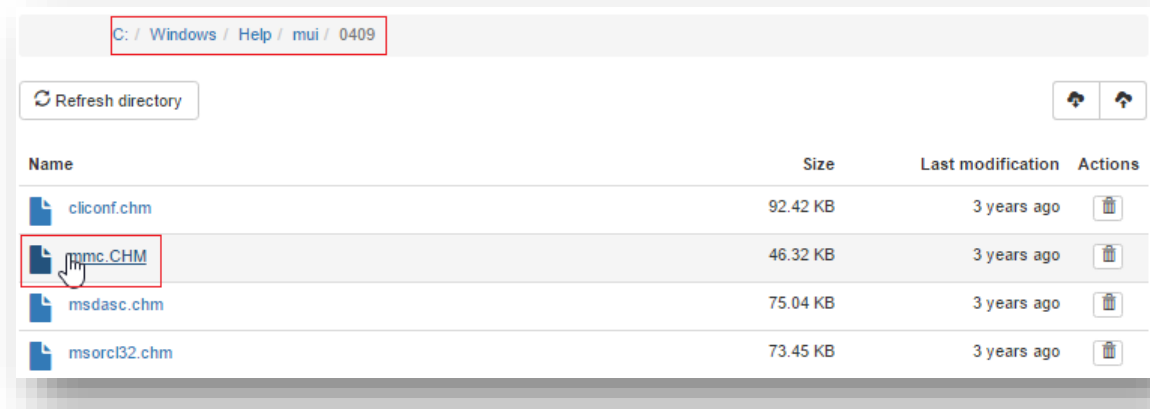 C: / Windows / Help / mui / 0409
Refresh directory
Name Size Last modification Actions
cliconf.chm 92.42 KB 3 years ago
mmc.CHM 46.32 KB 3 years ago
msdasc.chm 75.04 KB 3 years ago
msorcl32.chm 73.45 KB 3 years ago